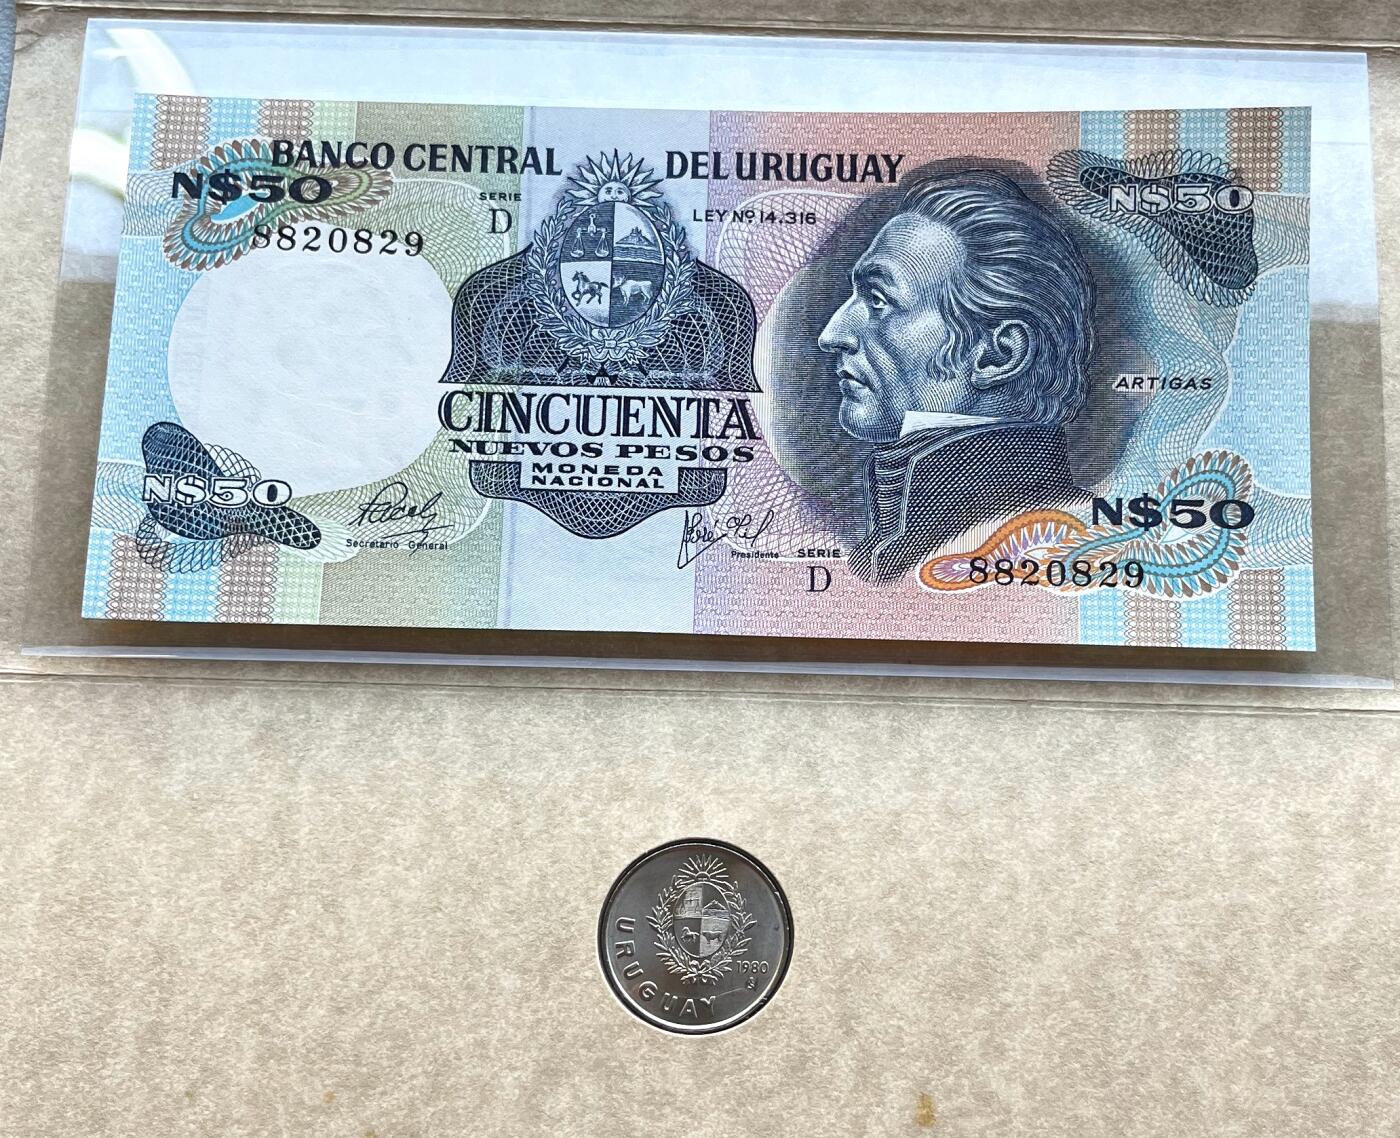 BANCO CENTRAL DEL URUGUAY
N$50
SERIE
D
LEY Nº 14.316
N$50
8820829
ARTIGAS
CINCUENTA
NUEVOS PESOS
MONEDA
NACIONAL
N$50
N$50
Secretario General
Presidente
SERIE
D
8820829
1980
URUGUAY